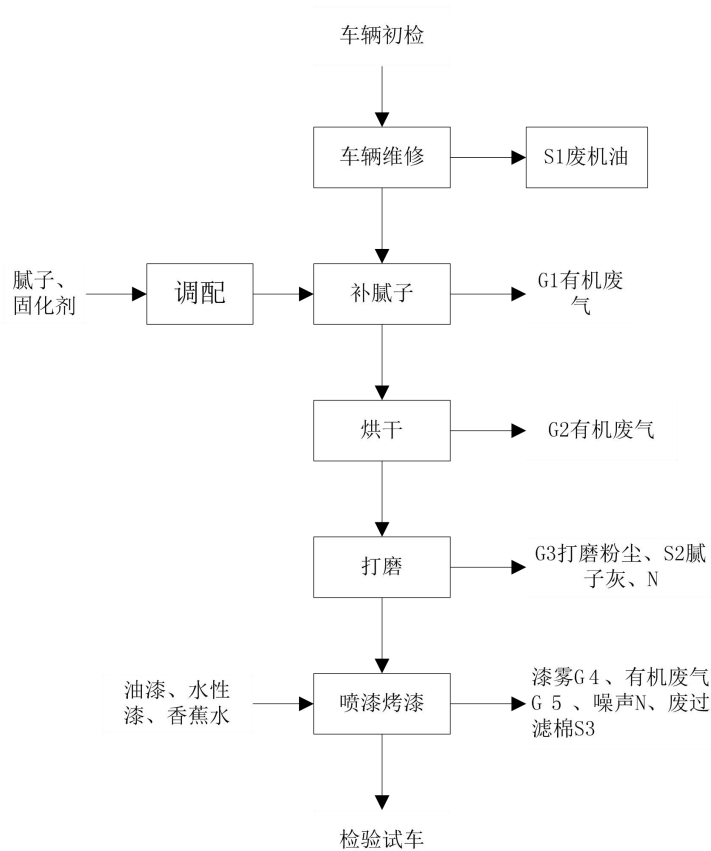 车辆初检
车辆维修
S1废机油
腻子、
固化剂
调配
补腻子
G1有机废
气
烘干
G2有机废气
打磨
G3打磨粉尘、S2腻
子灰、N
油漆、水性
漆、香蕉水
喷漆烤漆
漆雾G４、有机废气
G ５ 、噪声N、废过
滤棉S3
检验试车